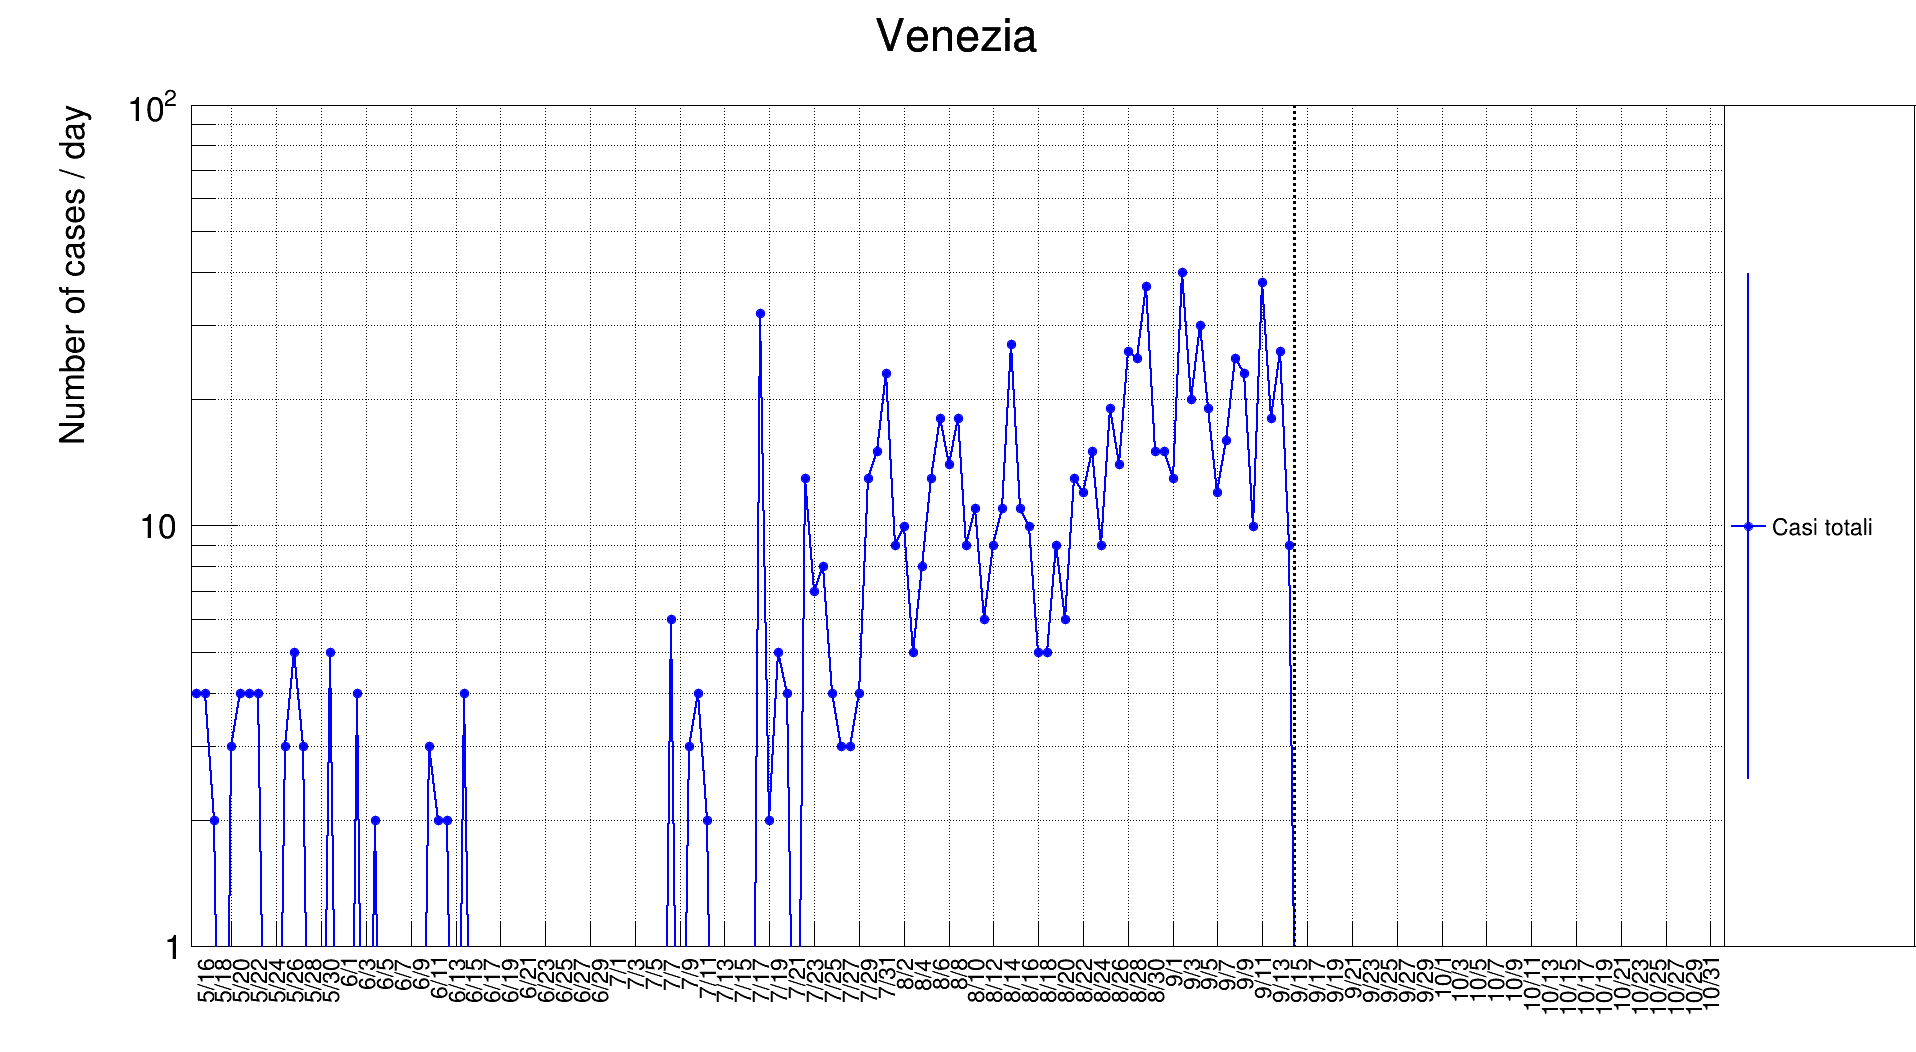 Venezia
Number of cases / day
10²
10
1
5/16 5/18 5/20 5/22 5/24 5/26 5/28 5/30 6/1 6/3 6/5 6/7 6/9 6/11 6/13 6/15 6/17 6/19 6/21 6/23 6/25 6/27 6/29 7/1 7/3 7/5 7/7 7/9 7/11 7/13 7/15 7/17 7/19 7/21 7/23 7/25 7/27 7/29 7/31 8/2 8/4 8/6 8/8 8/10 8/12 8/14 8/16 8/18 8/20 8/22 8/24 8/26 8/28 8/30 9/1 9/3 9/5 9/7 9/9 9/11 9/13 9/15 9/17 9/19 9/21 9/23 9/25 9/27 9/29 10/1 10/3 10/5 10/7 10/9 10/11 10/13 10/15 10/17 10/19 10/21 10/23 10/25 10/27 10/29 10/31
Casi totali